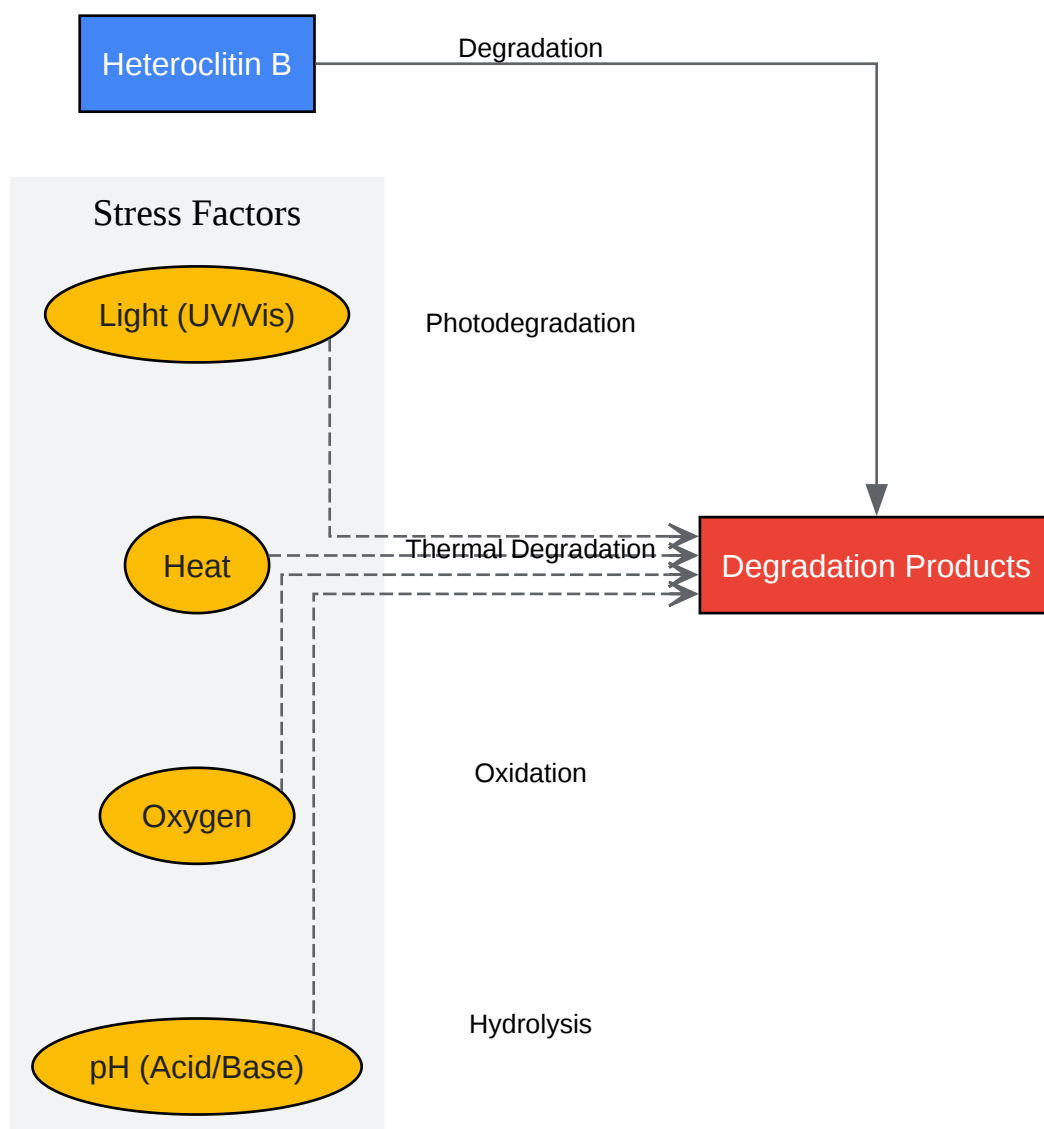 Heteroclitin B
Degradation
Stress Factors
Light (UV/Vis)
Photodegradation
Heat
Thermal Degradation
Degradation Products
Oxygen
Oxidation
pH (Acid/Base)
Hydrolysis